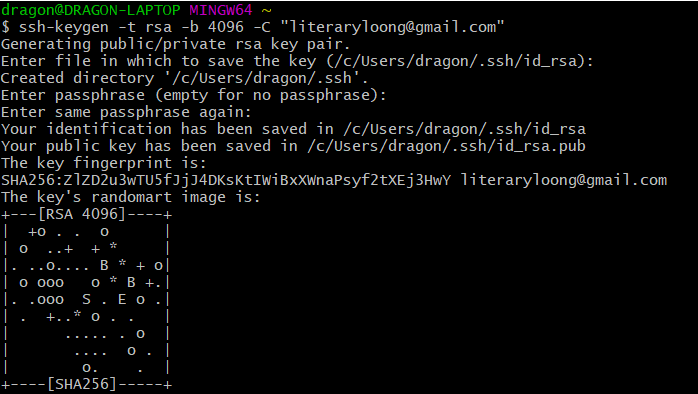 dragon@DRAGON-LAPTOP MINGW64 ~
$ ssh-keygen -t rsa -b 4096 -C "literaryloong@gmail.com"
Generating public/private rsa key pair.
Enter file in which to save the key (/c/Users/dragon/.ssh/id_rsa):
Created directory '/c/Users/dragon/.ssh'.
Enter passphrase (empty for no passphrase):
Enter same passphrase again:
Your identification has been saved in /c/Users/dragon/.ssh/id_rsa
Your public key has been saved in /c/Users/dragon/.ssh/id_rsa.pub
The key fingerprint is:
SHA256:ZlZD2u3wTU5fJjJ4DKsKtIWiBxXWnaPsyf2tXEj3HwY literaryloong@gmail.com
The key's randomart image is:
+---[RSA 4096]----+
|  +o . .  o      |
| o  ..+  + *     |
|. ..o.... B * + o|
| o ooo   o * B +.|
|. .ooo  S . E o .|
| .  +..* o . .   |
|      ..... . o  |
|       ....  o . |
|        o.    .  |
+----[SHA256]-----+